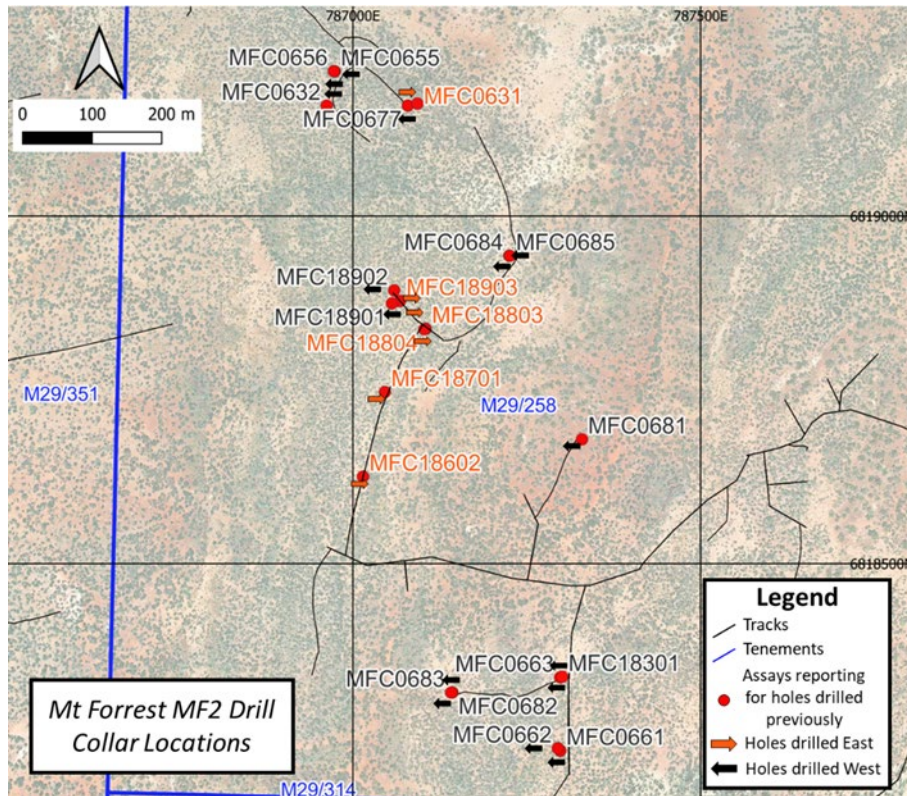 787000E
787500E
MFC0656
MFC0655
MFC0632
MFC0631
MFC0677
0 100 200 m
6819000N
MFC0684
MFC0685
MFC18902
MFC18903
MFC18901
MFC18803
MFC18804
MFC18701
M29/351
M29/258
MFC0681
MFC18602
6818500N
MFC0663
MFC18301
MFC0683
MFC0682
MFC0662
MFC0661
Mt Forrest MF2 Drill
Collar Locations
M29/314
Legend
Tracks
Tenements
Assays reporting
for holes drilled
previously
Holes drilled East
Holes drilled West